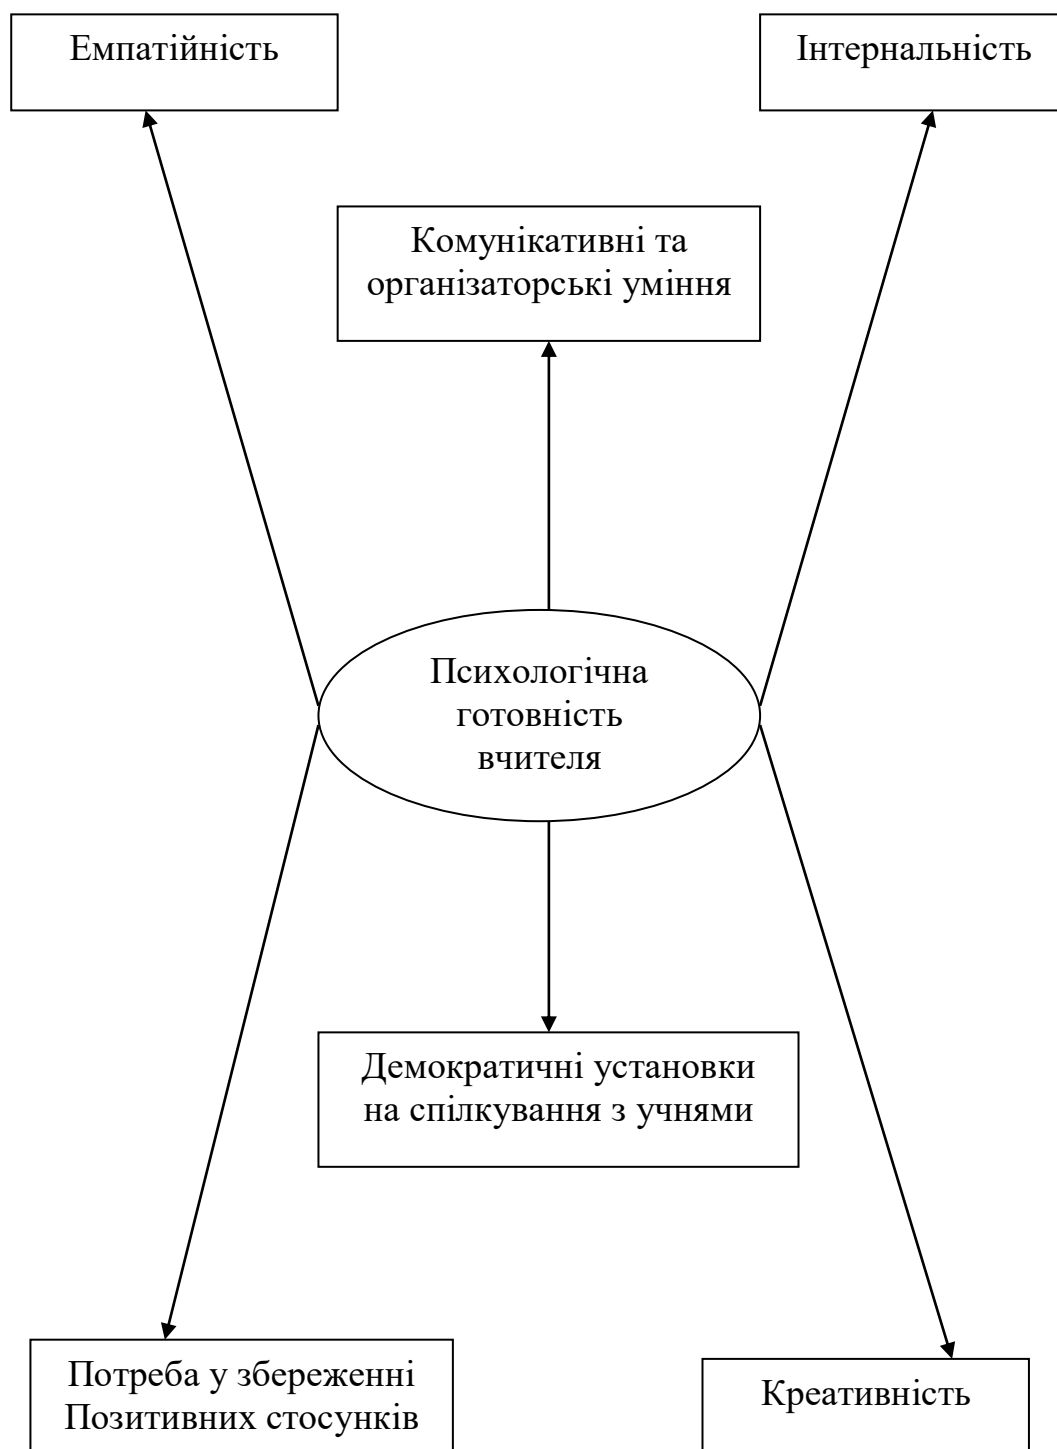 Емпатійність
Інтернальність
Комунікативні та
організаторські уміння
Психологічна
готовність
вчителя
Демократичні установки
на спілкування з учнями
Потреба у збереженні
Позитивних стосунків
Креативність